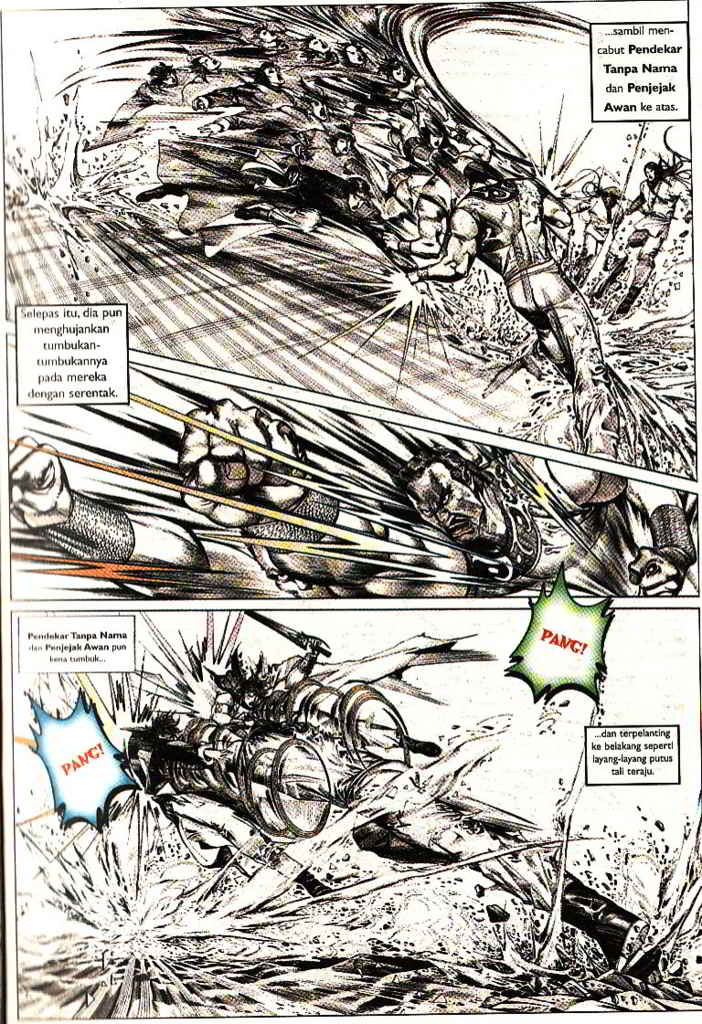 ...sambil men-
cabut Pendekar
Tanpa Nama
dan Penjejak
Awan ke atas.
Selepas itu, dia pun
menghujankan
tumbukan-
tumbukannya
pada mereka
dengan serentak.
Pendekar Tanpa Nama
dan Penjejak Awan pun
kena tumbuk...
PANG!
PANG!
...dan terpelanting
ke belakang seperti
layang-layang putus
tali teraju.